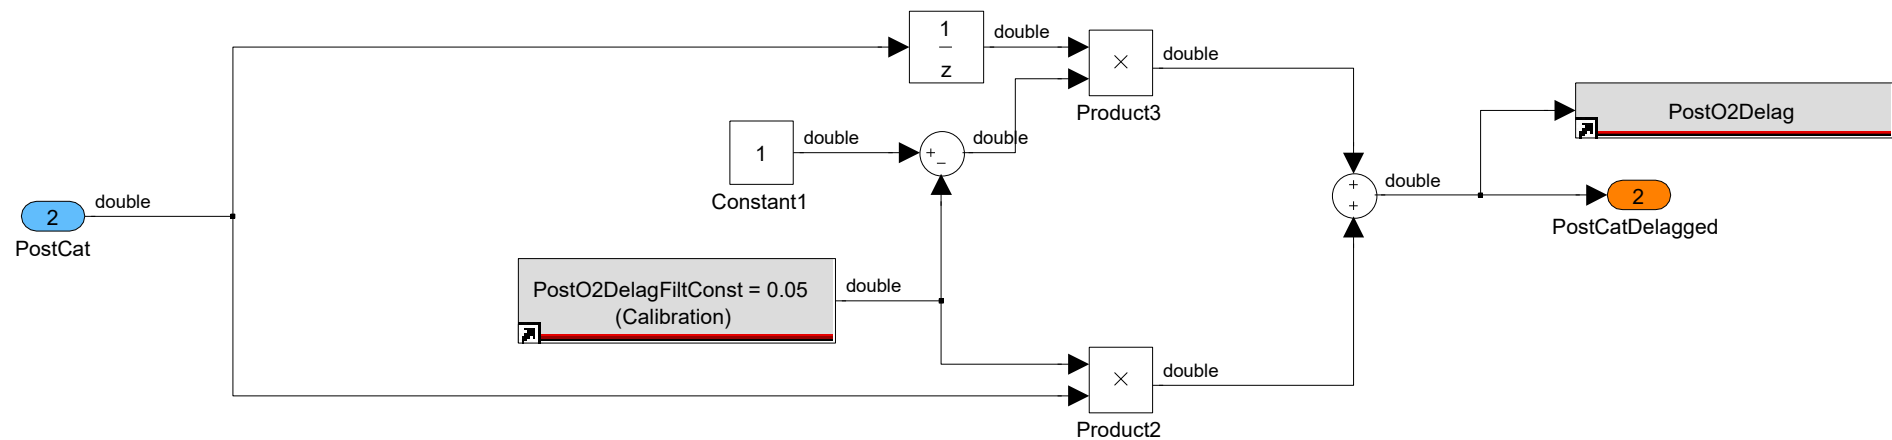 1
z
double
double
Product3
PostO2Delag
double
double
1
Constant1
+
−
double
2
PostCat
+
+
double
2
PostCatDelagged
PostO2DelagFiltConst = 0.05
(Calibration)
double
×
×
double
Product2